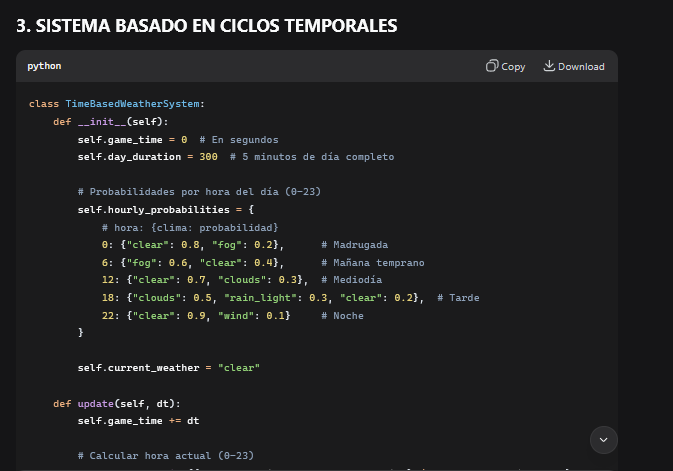 3. SISTEMA BASADO EN CICLOS TEMPORALES
python Copy Download
class TimeBasedWeatherSystem:
    def __init__(self):
        self.game_time = 0  # En segundos
        self.day_duration = 300  # 5 minutos de día completo
        # Probabilidades por hora del día (0-23)
        self.hourly_probabilities = {
            # hora: {clima: probabilidad}
            0: {"clear": 0.8, "fog": 0.2},      # Madrugada
            6: {"fog": 0.6, "clear": 0.4},      # Mañana temprano
            12: {"clear": 0.7, "clouds": 0.3},  # Mediodía
            18: {"clouds": 0.5, "rain_light": 0.3, "clear": 0.2},  # Tarde
            22: {"clear": 0.9, "wind": 0.1}     # Noche
        }
        self.current_weather = "clear"
    def update(self, dt):
        self.game_time += dt
        # Calcular hora actual (0-23)